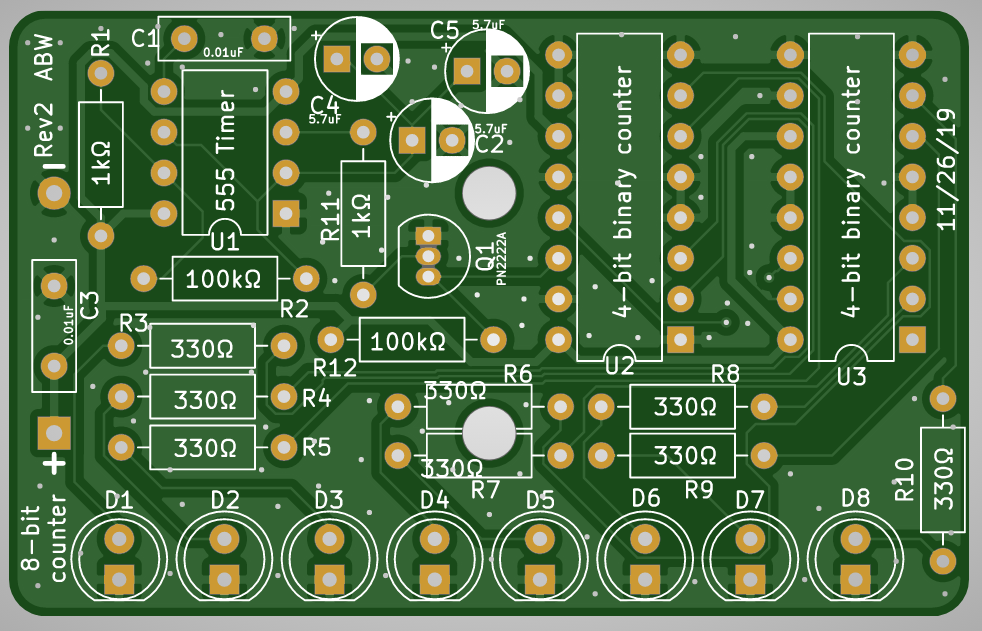 ABW
Rev2
−
R1
1kΩ
C1
0.01uF
555 Timer
U1
+
C4
5.7uF
C5
5.7uF
+
+
5.7uF
C2
R11
1kΩ
Q1
PN2222A
4-bit binary counter
U2
4-bit binary counter
U3
11/26/19
100kΩ
R2
C3
0.01uF
R3
330Ω
R12
100kΩ
330Ω
R4
330Ω
R5
R6
330Ω
330Ω
R7
R8
330Ω
330Ω
R9
R10
330Ω
+
8-bit
counter
D1
D2
D3
D4
D5
D6
D7
D8